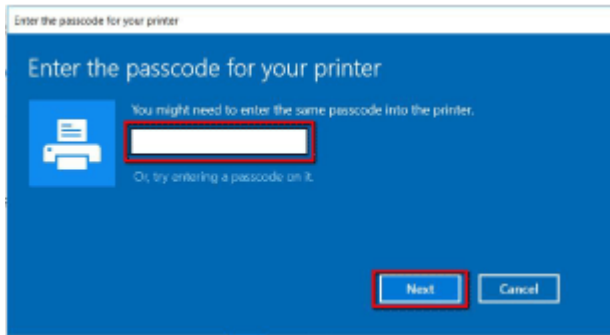 Enter the passcode for your printer
Enter the passcode for your printer
You might need to enter the same passcode into the printer.
Or, try entering a passcode on it.
Next Cancel